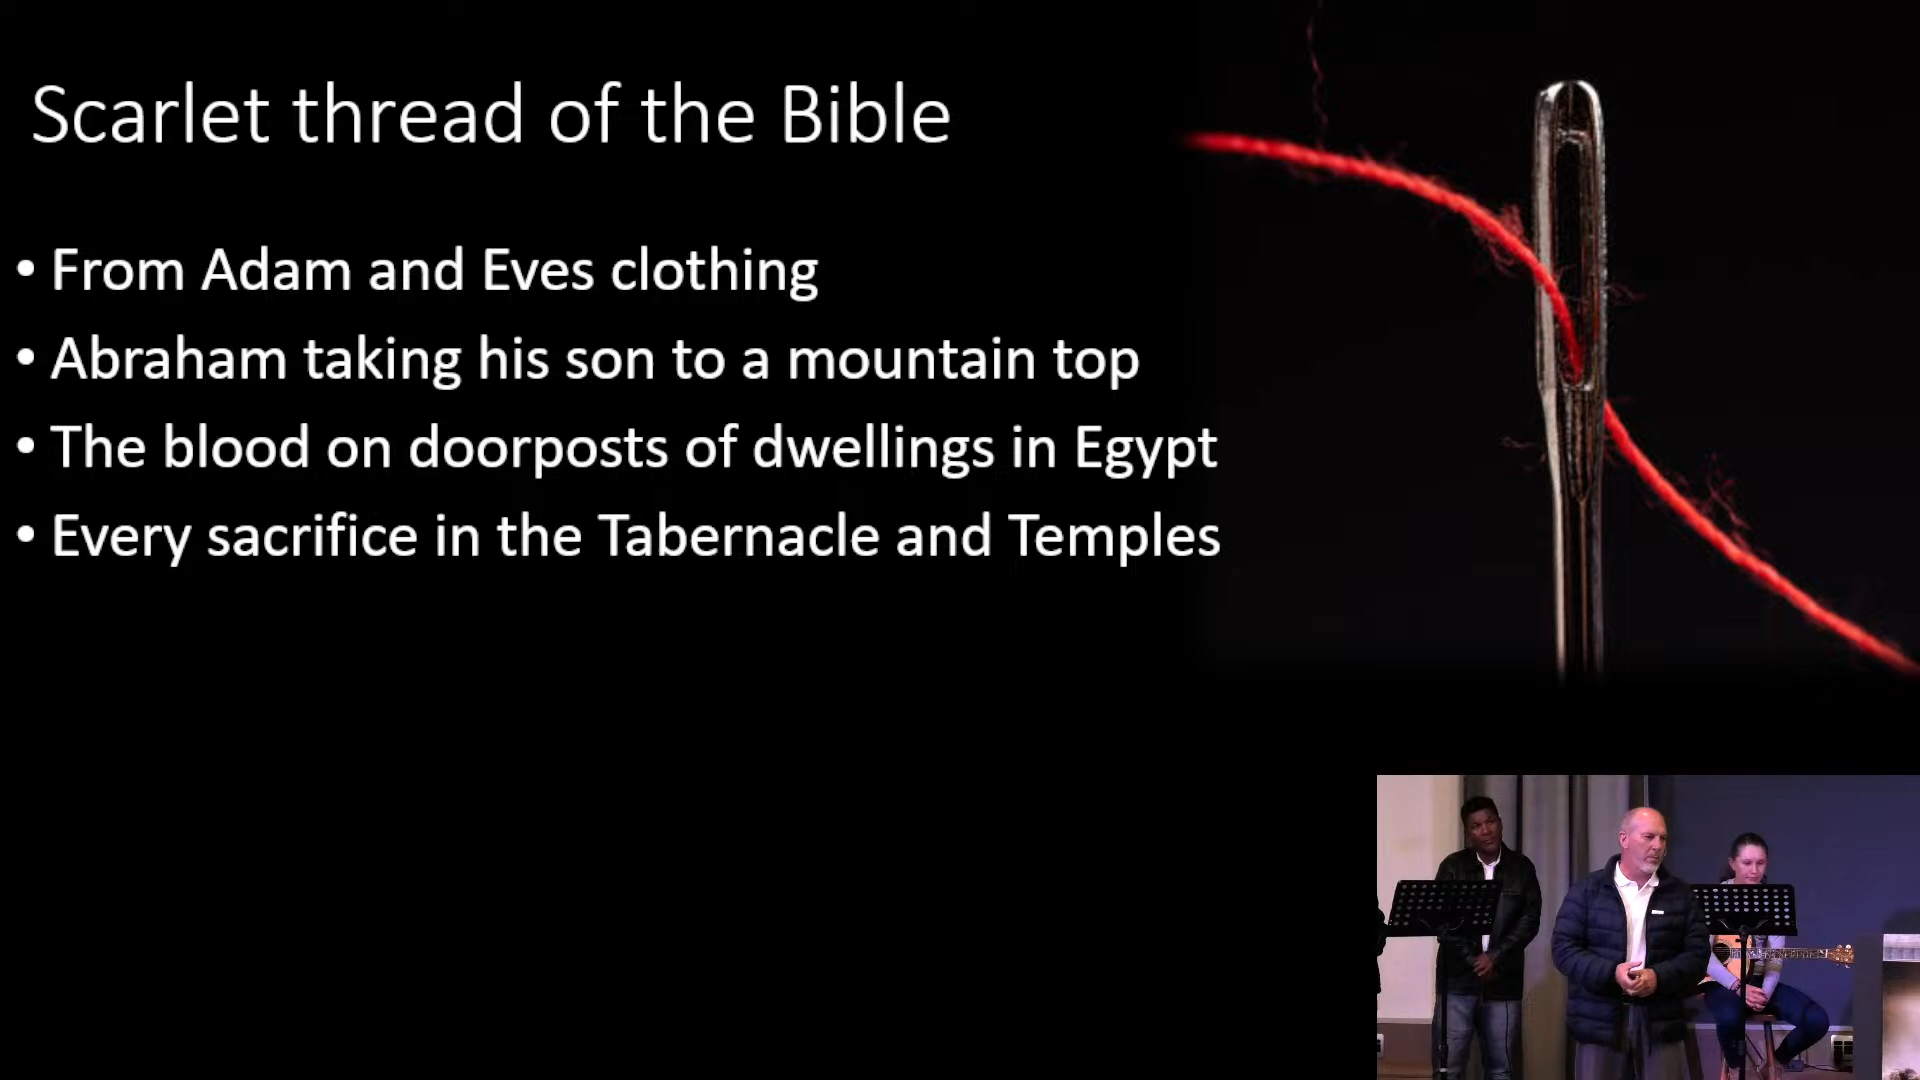 Scarlet thread of the Bible
• From Adam and Eves clothing
• Abraham taking his son to a mountain top
• The blood on doorposts of dwellings in Egypt
• Every sacrifice in the Tabernacle and Temples